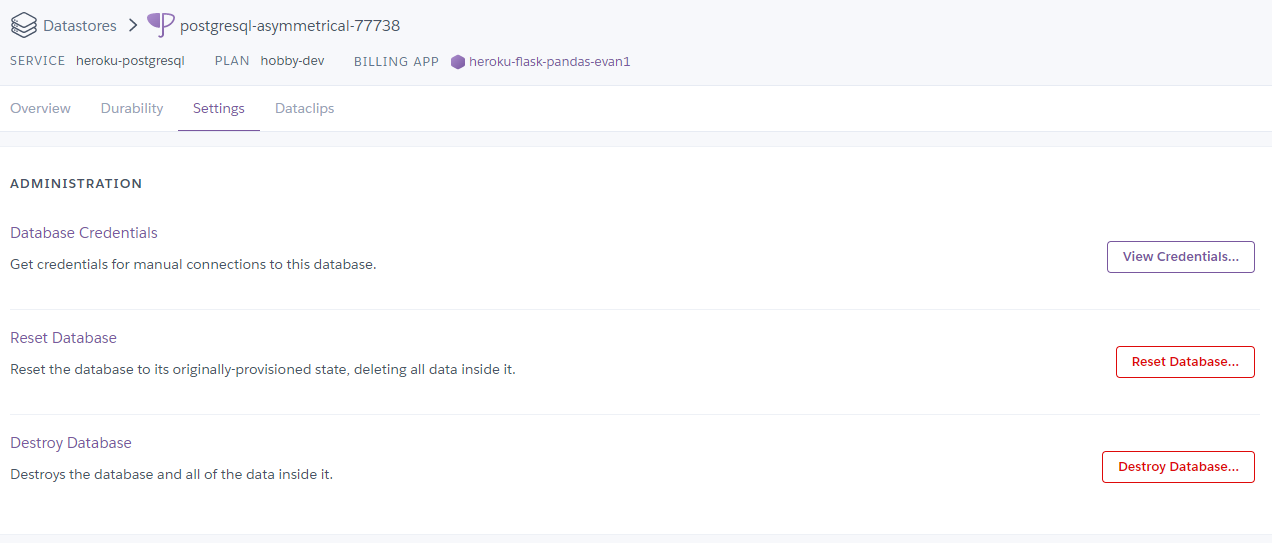 Datastores > postgresql-asymmetrical-77738
SERVICE heroku-postgresql PLAN hobby-dev BILLING APP heroku-flask-pandas-evan1
Overview Durability Settings Dataclips
ADMINISTRATION
Database Credentials
Get credentials for manual connections to this database.
View Credentials...
Reset Database
Reset the database to its originally-provisioned state, deleting all data inside it.
Reset Database...
Destroy Database
Destroys the database and all of the data inside it.
Destroy Database...